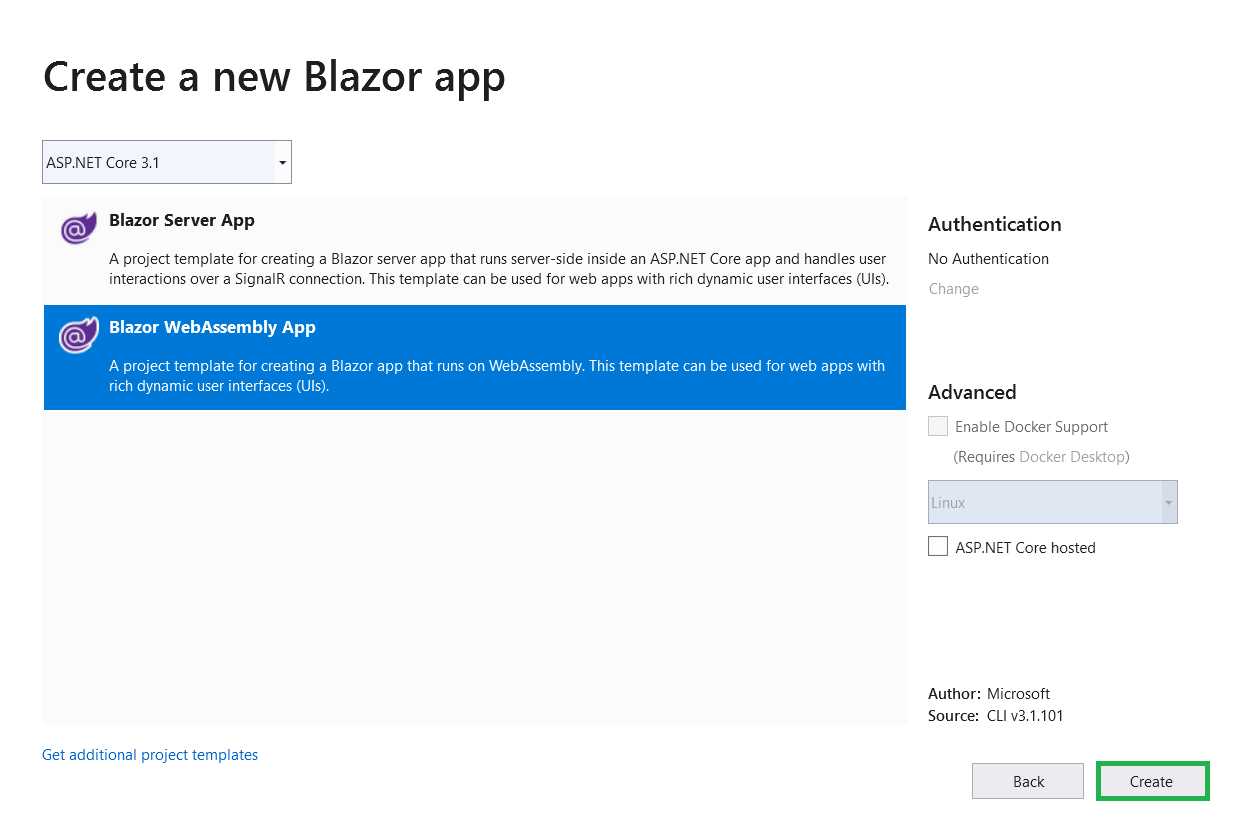 Create a new Blazor app
ASP.NET Core 3.1
Blazor Server App
A project template for creating a Blazor server app that runs server-side inside an ASP.NET Core app and handles user
interactions over a SignalR connection. This template can be used for web apps with rich dynamic user interfaces (UIs).
Blazor WebAssembly App
A project template for creating a Blazor app that runs on WebAssembly. This template can be used for web apps with
rich dynamic user interfaces (UIs).
Authentication
No Authentication
Change
Advanced
Enable Docker Support
(Requires Docker Desktop)
Linux
ASP.NET Core hosted
Author: Microsoft
Source: CLI v3.1.101
Get additional project templates
Back
Create